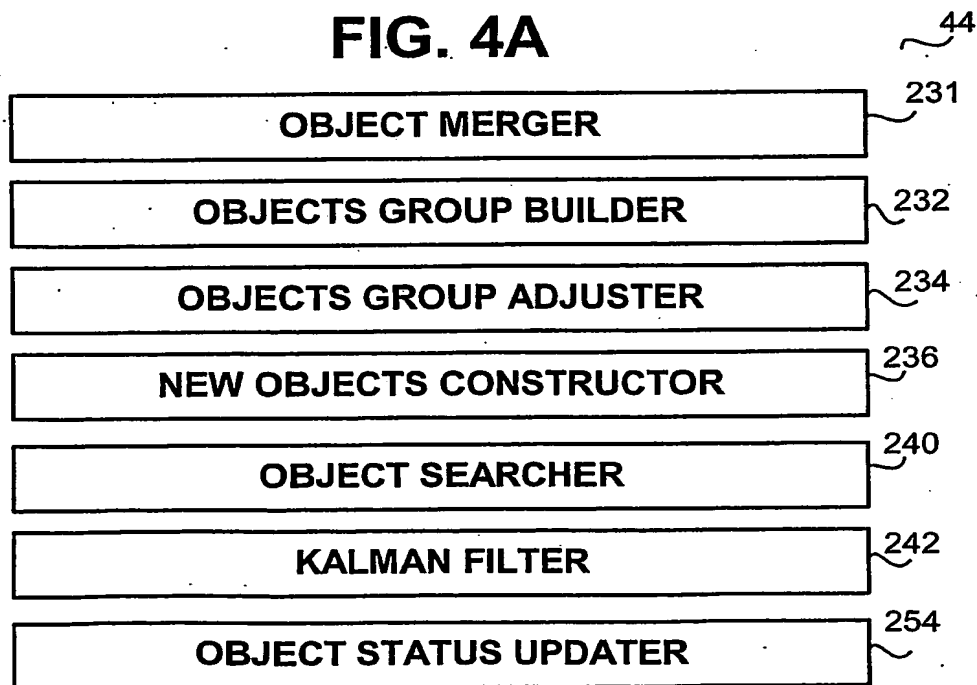 FIG. 4A
44
OBJECT MERGER 231
OBJECTS GROUP BUILDER 232
OBJECTS GROUP ADJUSTER 234
NEW OBJECTS CONSTRUCTOR 236
OBJECT SEARCHER 240
KALMAN FILTER 242
OBJECT STATUS UPDATER 254